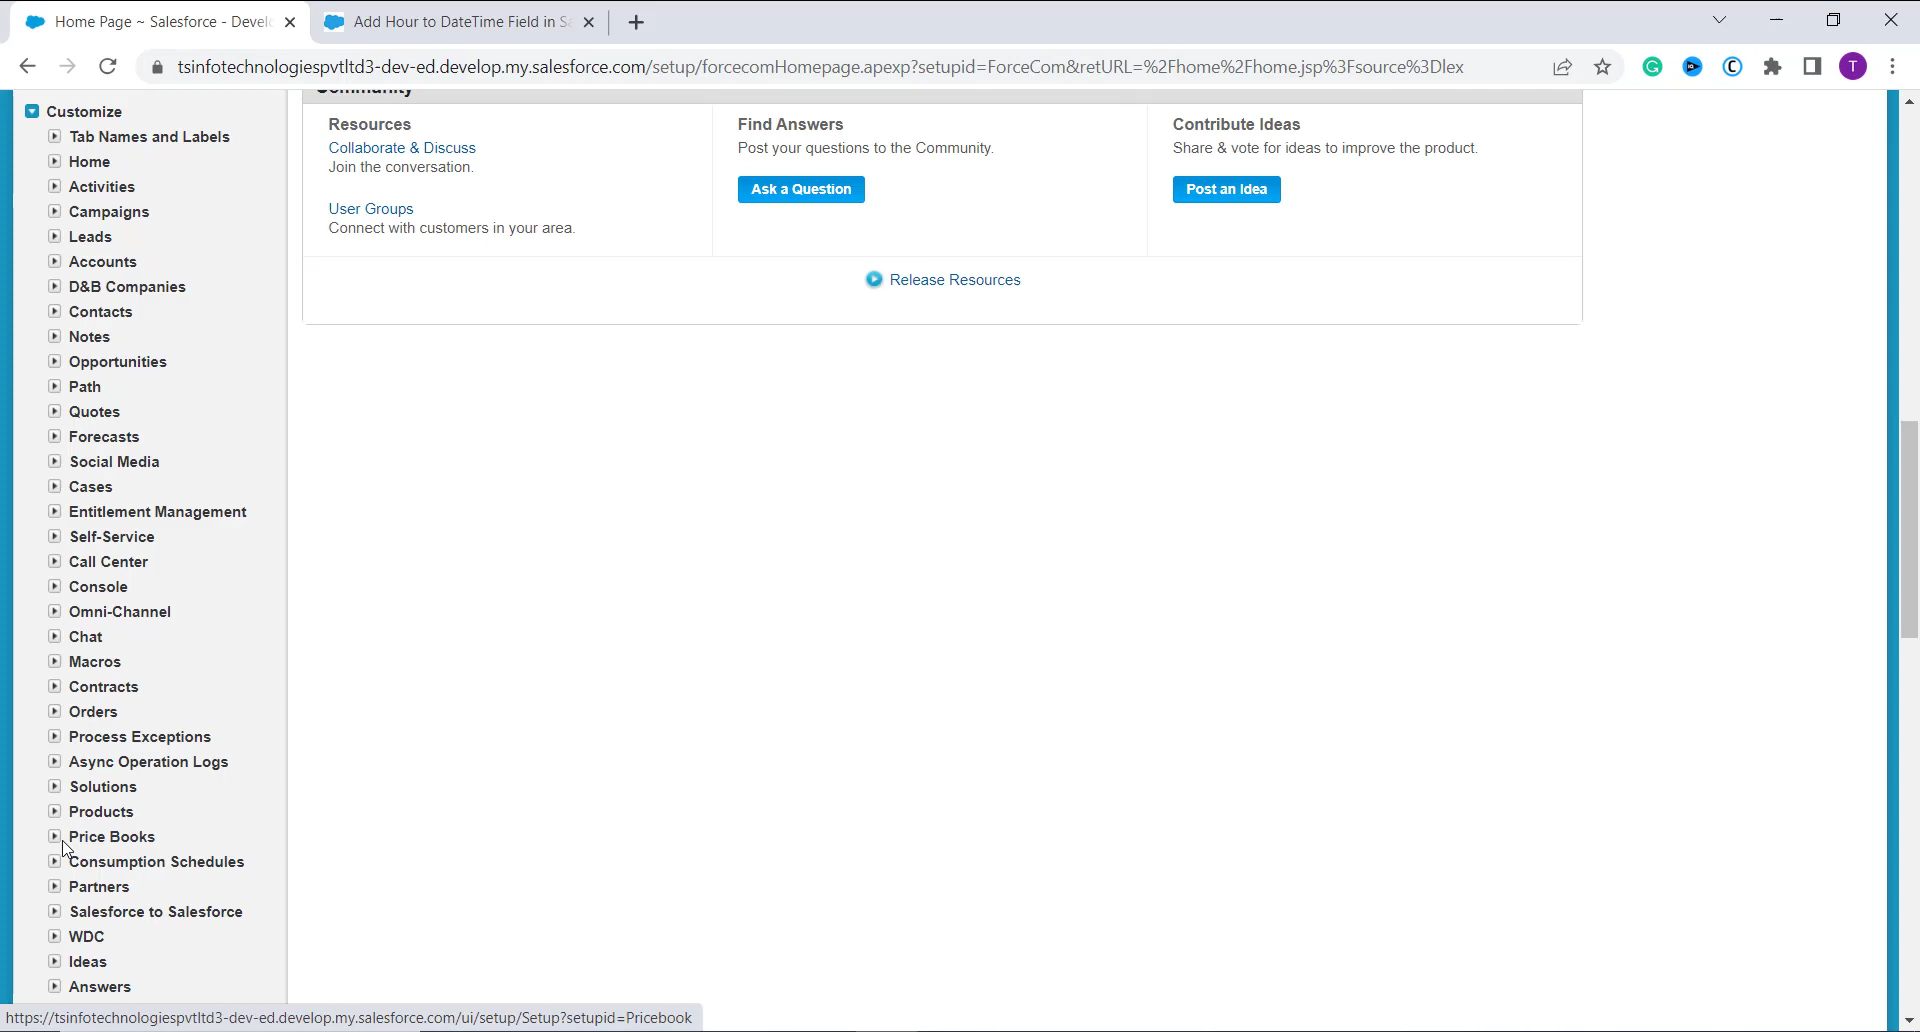 Home Page ~ Salesforce - Devel
Add Hour to DateTime Field in Sa
tsinfotechnologiespvtltd3-dev-ed.develop.my.salesforce.com/setup/forcecomHomepage.apexp?setupid=ForceCom&retURL=%2Fhome%2Fhome.jsp%3Fsource%3Dlex
T
Customize
Tab Names and Labels
Home
Activities
Campaigns
Leads
Accounts
D&B Companies
Contacts
Notes
Opportunities
Path
Quotes
Forecasts
Social Media
Cases
Entitlement Management
Self-Service
Call Center
Console
Omni-Channel
Chat
Macros
Contracts
Orders
Process Exceptions
Async Operation Logs
Solutions
Products
Price Books
Consumption Schedules
Partners
Salesforce to Salesforce
WDC
Ideas
Answers
Community
Resources
Collaborate & Discuss
Join the conversation.
User Groups
Connect with customers in your area.
Find Answers
Post your questions to the Community.
Ask a Question
Contribute Ideas
Share & vote for ideas to improve the product.
Post an Idea
Release Resources
https://tsinfotechnologiespvtltd3-dev-ed.develop.my.salesforce.com/ui/setup/Setup?setupid=Pricebook